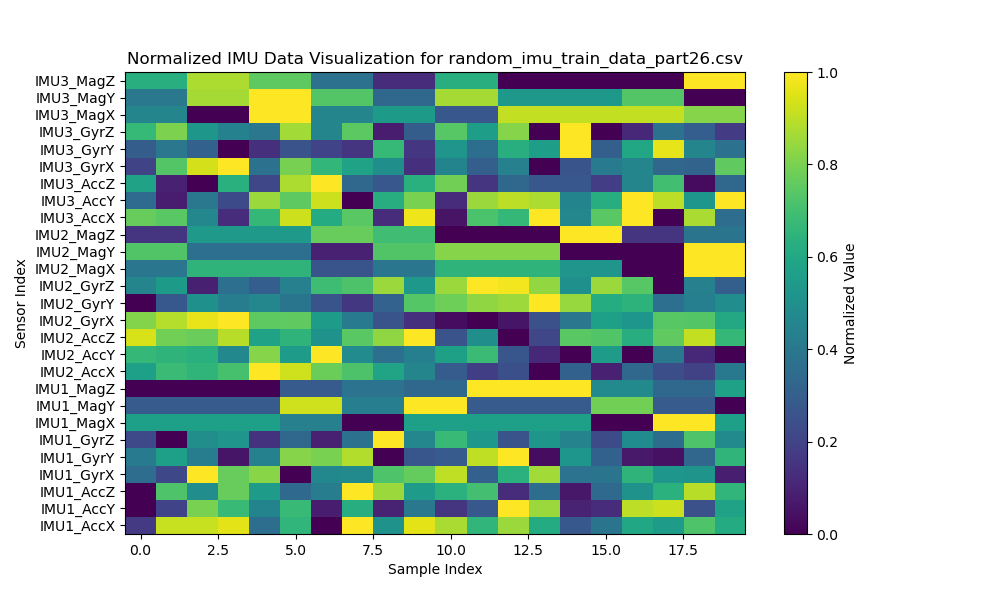 Normalized IMU Data Visualization for random_imu_train_data_part26.csv
IMU3_MagZ
IMU3_MagY
IMU3_MagX
IMU3_GyrZ
IMU3_GyrY
IMU3_GyrX
IMU3_AccZ
IMU3_AccY
IMU3_AccX
IMU2_MagZ
IMU2_MagY
IMU2_MagX
IMU2_GyrZ
IMU2_GyrY
IMU2_GyrX
IMU2_AccZ
IMU2_AccY
IMU2_AccX
IMU1_MagZ
IMU1_MagY
IMU1_MagX
IMU1_GyrZ
IMU1_GyrY
IMU1_GyrX
IMU1_AccZ
IMU1_AccY
IMU1_AccX
Sensor Index
0.0 2.5 5.0 7.5 10.0 12.5 15.0 17.5
Sample Index
1.0
0.8
0.6
0.4
0.2
0.0
Normalized Value